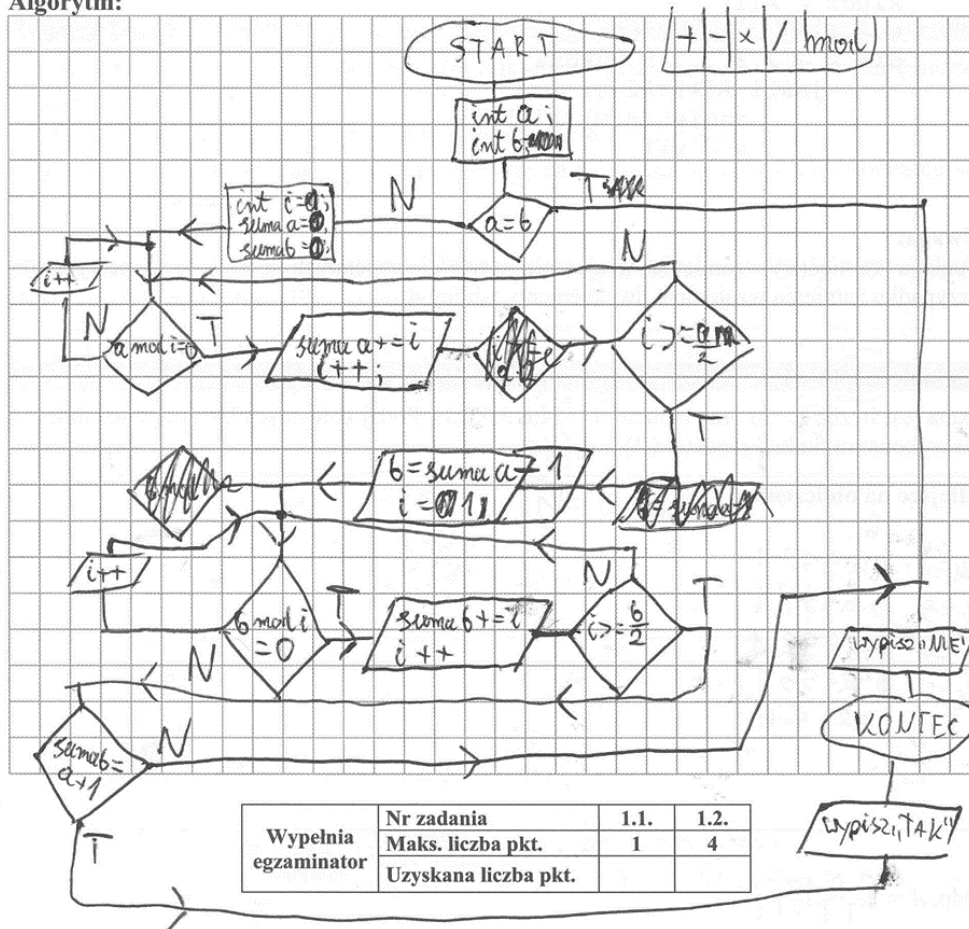 Algorytm:
START
+ | - | × | / | mod
int a;
int b;
a=b
T
N
int i=1;
suma a=0;
suma b=0;
i++
N
a mod i=0
T
suma a+=i
i++;
i>=a/2
N
T
b=suma a-1
i=1;
i++
b mod i
=0
N
T
suma b+=i
i++
i>=b/2
N
T
wypisz „NIE"
KONIEC
suma b=
a+1
N
T
wypisz „TAK"
Wypełnia egzaminator
Nr zadania 1.1. 1.2.
Maks. liczba pkt. 1 4
Uzyskana liczba pkt.